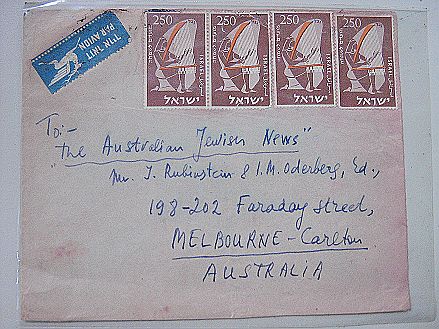 דואר אויר
PAR AVION
250 250 250 250
ISRAEL ISRAEL ISRAEL ISRAEL
ישראל ישראל ישראל ישראל
To:-
"The Australian Jewish News"
Mr. J. Rubinstein & I.M. Oderberg, Ed.,
198-202 Faraday street,
MELBOURNE-Carlton
AUSTRALIA